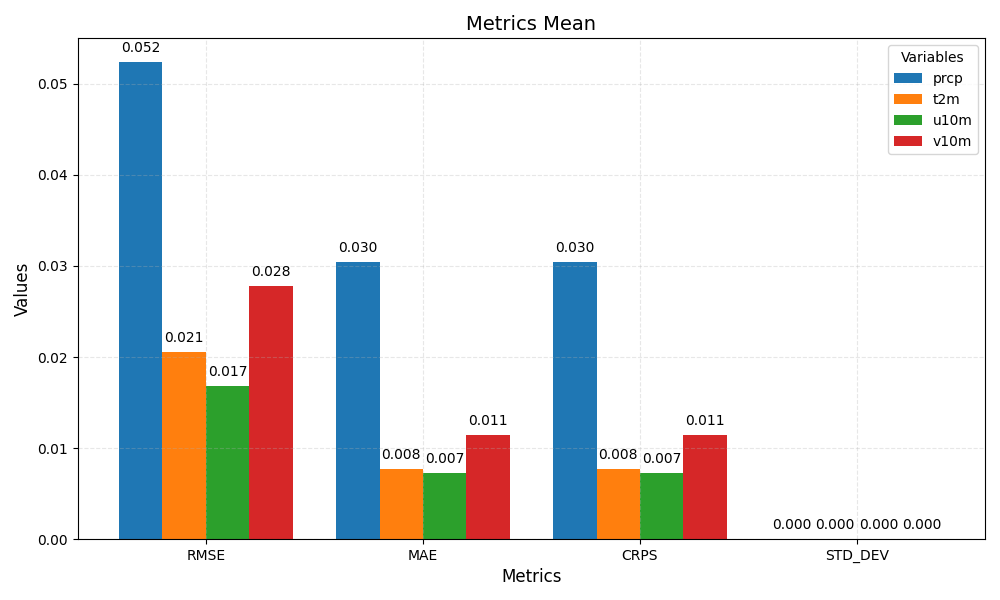 Metrics Mean
Values
0.05
0.04
0.03
0.02
0.01
0.00
0.052
0.021
0.017
0.028
0.030
0.008
0.007
0.011
0.030
0.008
0.007
0.011
0.000 0.000 0.000 0.000
Variables
prcp
t2m
u10m
v10m
RMSE MAE CRPS STD_DEV
Metrics